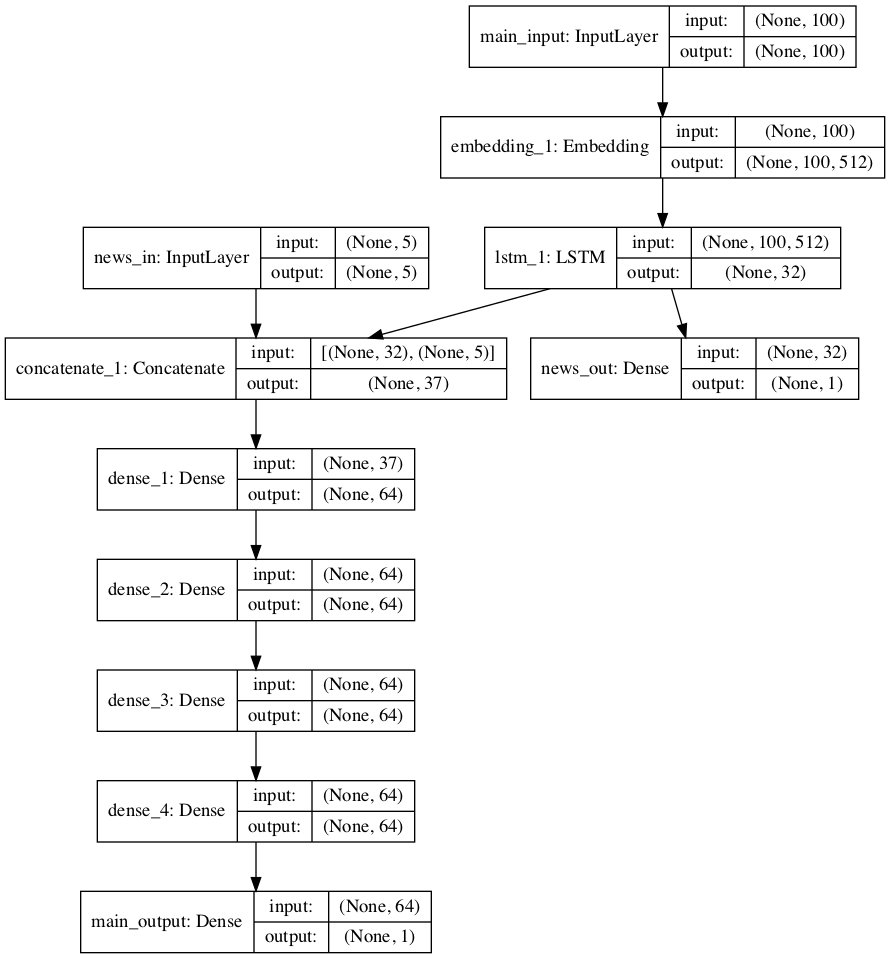 main_input: InputLayer
input:
(None, 100)
output:
(None, 100)
embedding_1: Embedding
input:
(None, 100)
output:
(None, 100, 512)
news_in: InputLayer
input:
(None, 5)
output:
(None, 5)
lstm_1: LSTM
input:
(None, 100, 512)
output:
(None, 32)
concatenate_1: Concatenate
input:
[(None, 32), (None, 5)]
output:
(None, 37)
news_out: Dense
input:
(None, 32)
output:
(None, 1)
dense_1: Dense
input:
(None, 37)
output:
(None, 64)
dense_2: Dense
input:
(None, 64)
output:
(None, 64)
dense_3: Dense
input:
(None, 64)
output:
(None, 64)
dense_4: Dense
input:
(None, 64)
output:
(None, 64)
main_output: Dense
input:
(None, 64)
output:
(None, 1)